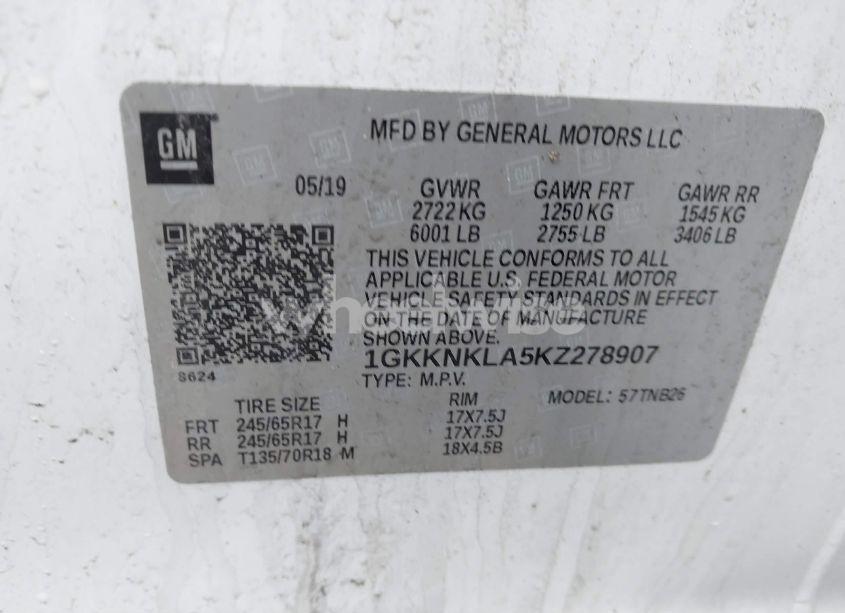 GM
MFD BY GENERAL MOTORS LLC
05/19 GVWR GAWR FRT GAWR RR
2722 KG 1250 KG 1545 KG
6001 LB 2755 LB 3406 LB
THIS VEHICLE CONFORMS TO ALL
APPLICABLE U.S. FEDERAL MOTOR
VEHICLE SAFETY STANDARDS IN EFFECT
ON THE DATE OF MANUFACTURE
SHOWN ABOVE.
1GKKNKLA5KZ278907
S624
TYPE: M.P.V. MODEL: 57TNB26
TIRE SIZE RIM
FRT 245/65R17 H 17X7.5J
RR 245/65R17 H 17X7.5J
SPA T135/70R18 M 18X4.5B